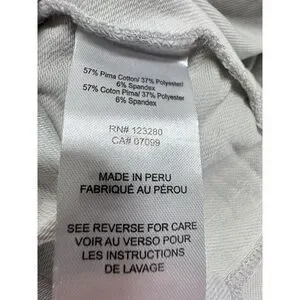 57% Pima Cotton/ 37% Polyester/
6% Spandex
57% Coton Pima/ 37% Polyester/
6% Spandex
RN# 123280
CA# 07099
MADE IN PERU
FABRIQUÉ AU PÉROU
SEE REVERSE FOR CARE
VOIR AU VERSO POUR
LES INSTRUCTIONS
DE LAVAGE